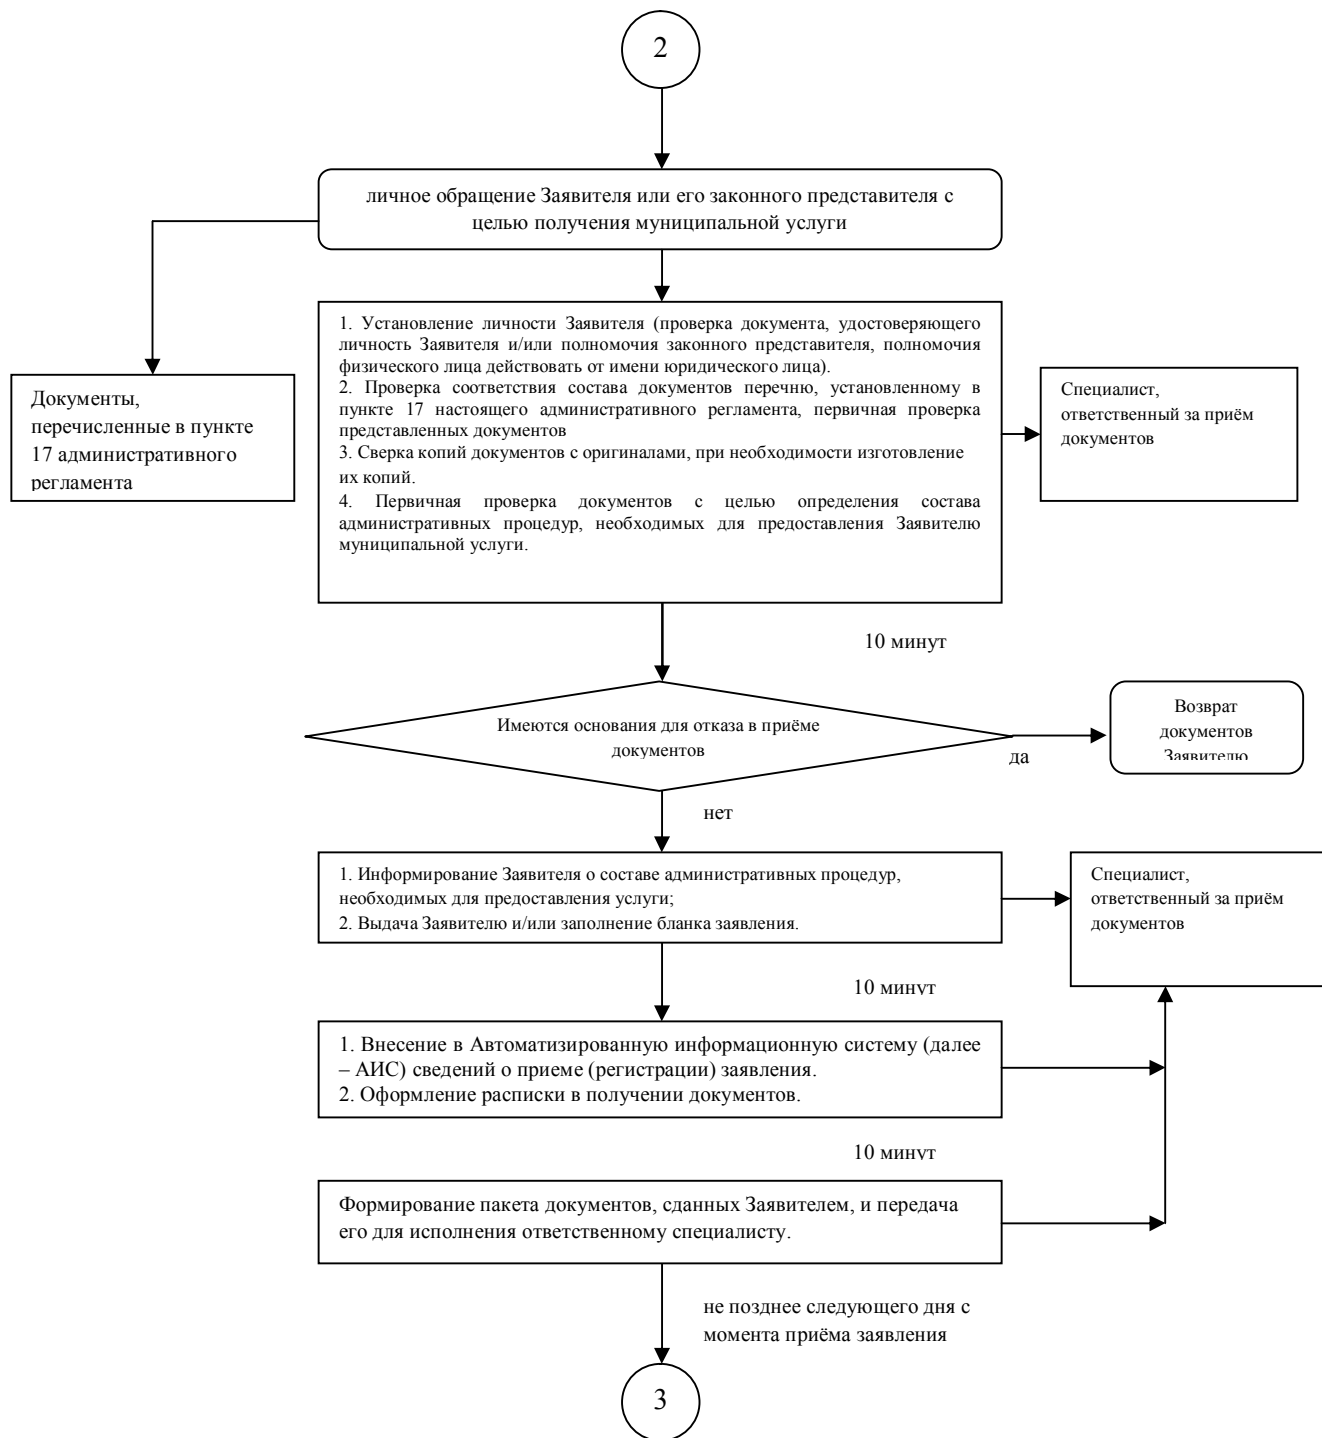 2
личное обращение Заявителя или его законного представителя с
целью получения муниципальной услуги
1. Установление личности Заявителя (проверка документа, удостоверяющего
личность Заявителя и/или полномочия законного представителя, полномочия
физического лица действовать от имени юридического лица).
2. Проверка соответствия состава документов перечню, установленному в
пункте 17 настоящего административного регламента, первичная проверка
представленных документов
3. Сверка копий документов с оригиналами, при необходимости изготовление
их копий.
4. Первичная проверка документов с целью определения состава
административных процедур, необходимых для предоставления Заявителю
муниципальной услуги.
Документы,
перечисленные в пункте
17 административного
регламента
Специалист,
ответственный за приём
документов
10 минут
Имеются основания для отказа в приёме
документов
да
Возврат
документов
Заявителю
нет
1. Информирование Заявителя о составе административных процедур,
необходимых для предоставления услуги;
2. Выдача Заявителю и/или заполнение бланка заявления.
Специалист,
ответственный за приём
документов
10 минут
1. Внесение в Автоматизированную информационную систему (далее
– АИС) сведений о приеме (регистрации) заявления.
2. Оформление расписки в получении документов.
10 минут
Формирование пакета документов, сданных Заявителем, и передача
его для исполнения ответственному специалисту.
не позднее следующего дня с
момента приёма заявления
3